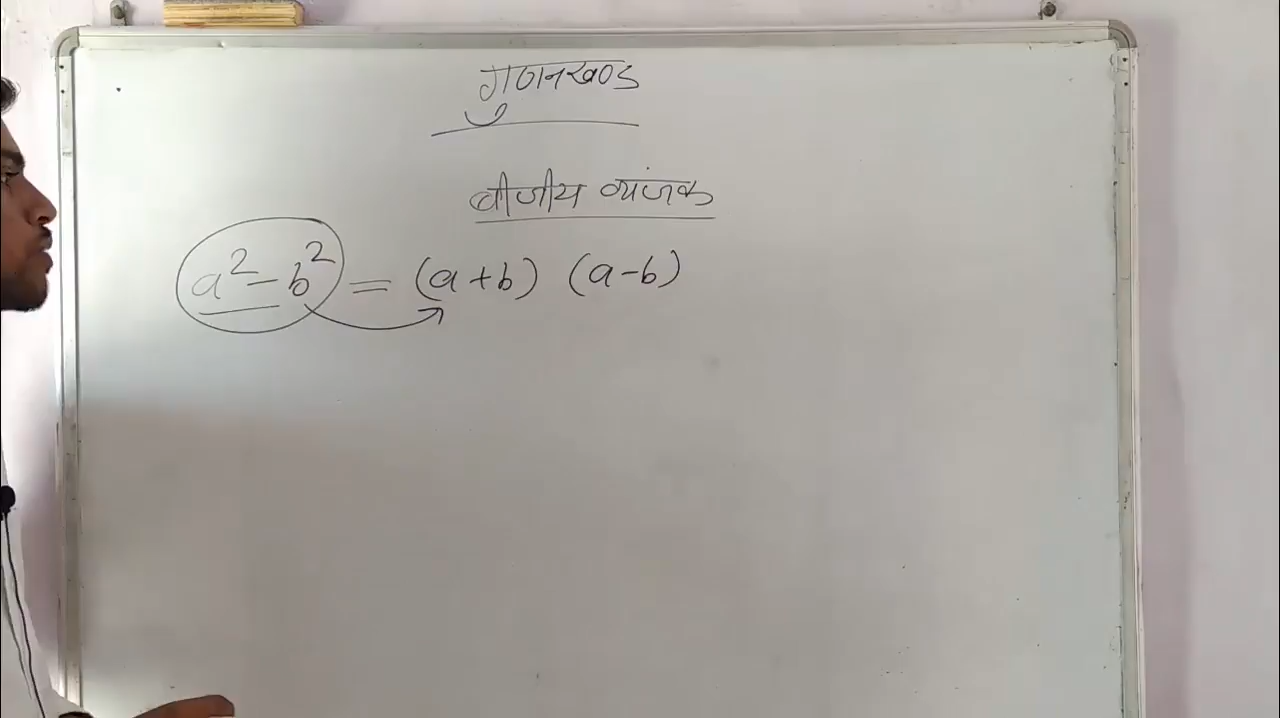 गुणनखण्ड
बीजीय व्यंजक
a² - b² = (a + b) (a - b)